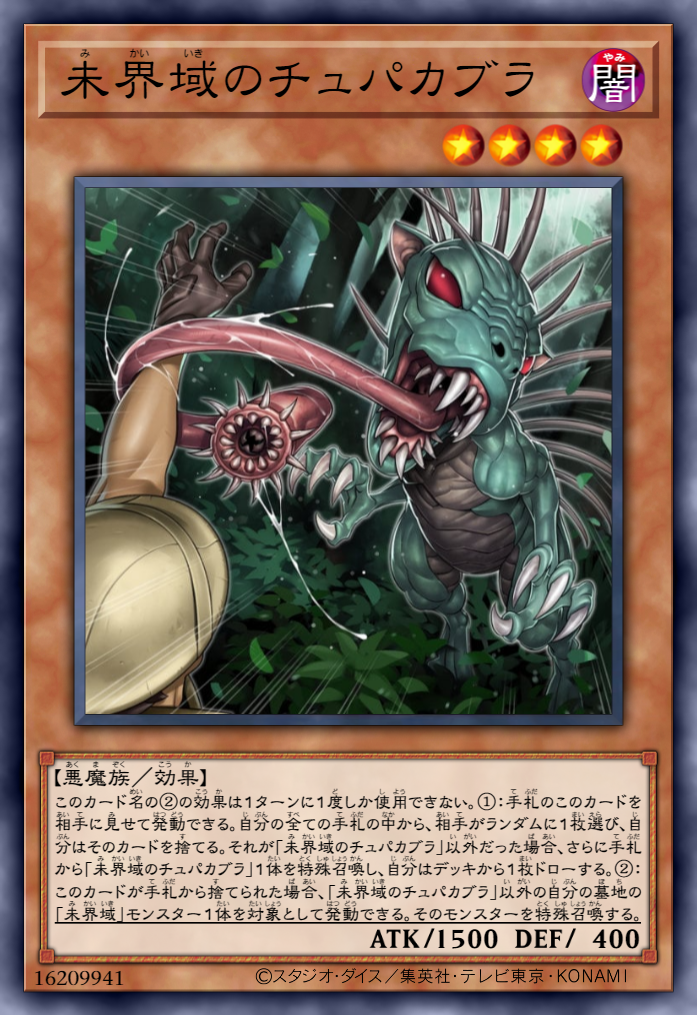 未界域のチュパカブラ
闇
【悪魔族／効果】
このカード名の②の効果は1ターンに1度しか使用できない。①：手札のこのカードを
相手に見せて発動できる。自分の全ての手札の中から、相手がランダムに1枚選び、自
分はそのカードを捨てる。それが「未界域のチュパカブラ」以外だった場合、さらに手札
から「未界域のチュパカブラ」1体を特殊召喚し、自分はデッキから1枚ドローする。②：
このカードが手札から捨てられた場合、「未界域のチュパカブラ」以外の自分の墓地の
「未界域」モンスター1体を対象として発動できる。そのモンスターを特殊召喚する。
ATK/1500 DEF/ 400
16209941 ©スタジオ・ダイス／集英社・テレビ東京・KONAMI